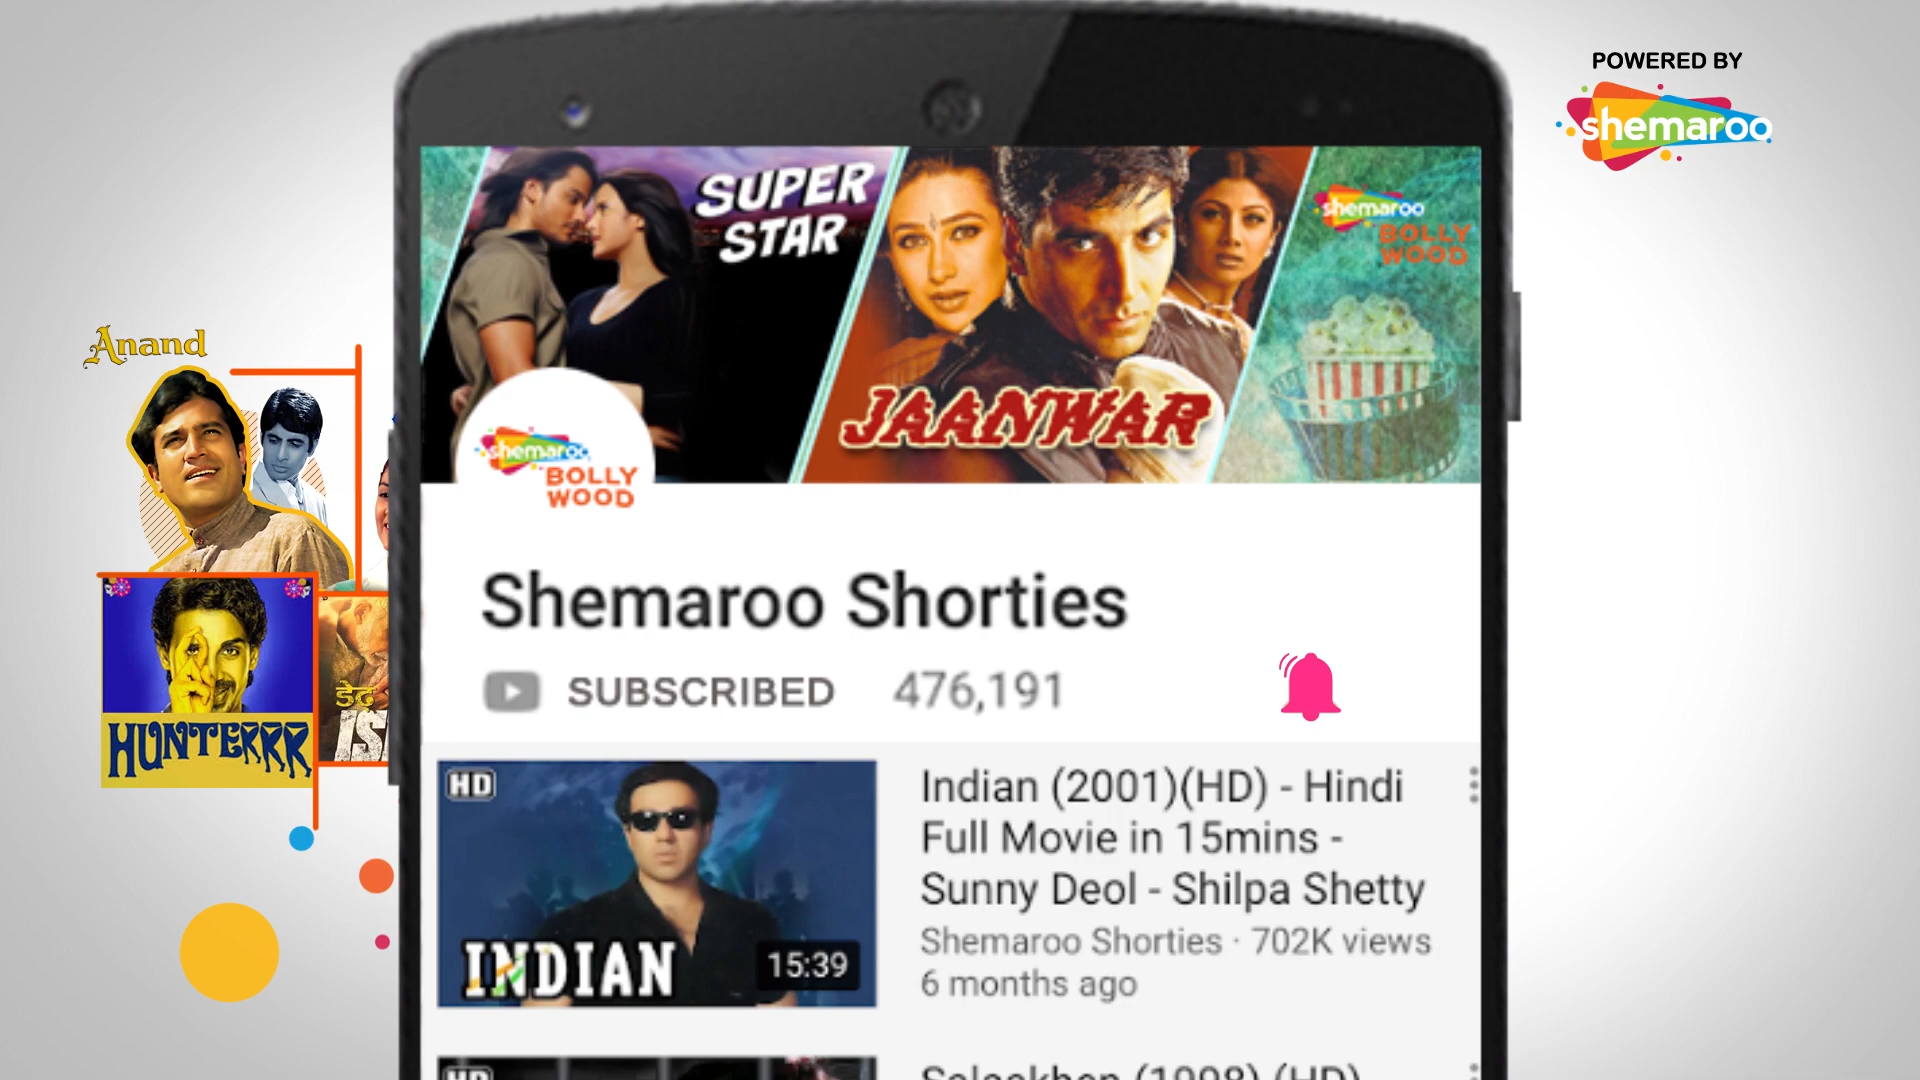 POWERED BY
shemaroo
SUPER
STAR
shemaroo
BOLLY
WOOD
JAANWAR
Anand
shemaroo
BOLLY
WOOD
Shemaroo Shorties
SUBSCRIBED 476,191
HUNTERRR
डेढ़
HD
Indian (2001)(HD) - Hindi
Full Movie in 15mins -
Sunny Deol - Shilpa Shetty
Shemaroo Shorties · 702K views
6 months ago
INDIAN
15:39
HD